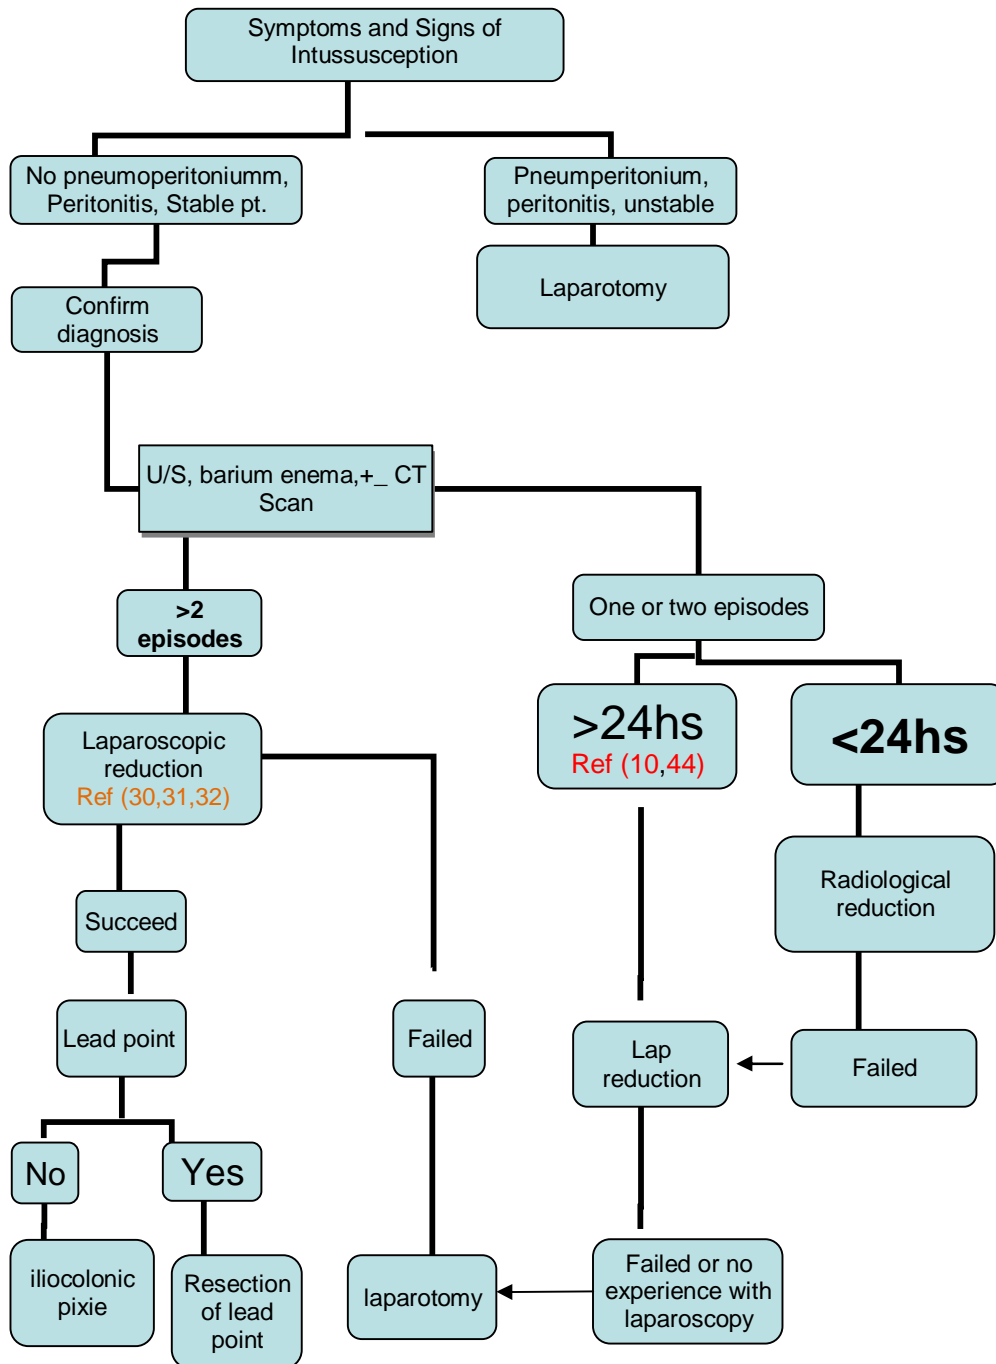 Symptoms and Signs of
Intussusception
No pneumoperitoniumm,
Peritonitis, Stable pt.
Pneumperitonium,
peritonitis, unstable
Laparotomy
Confirm
diagnosis
U/S, barium enema,+_ CT
Scan
>2
episodes
One or two episodes
>24hs
Ref (10,44)
<24hs
Laparoscopic
reduction
Ref (30,31,32)
Radiological
reduction
Succeed
Lead point
Failed
Lap
reduction
Failed
No
Yes
iliocolonic
pixie
Resection
of lead
point
laparotomy
Failed or no
experience with
laparoscopy